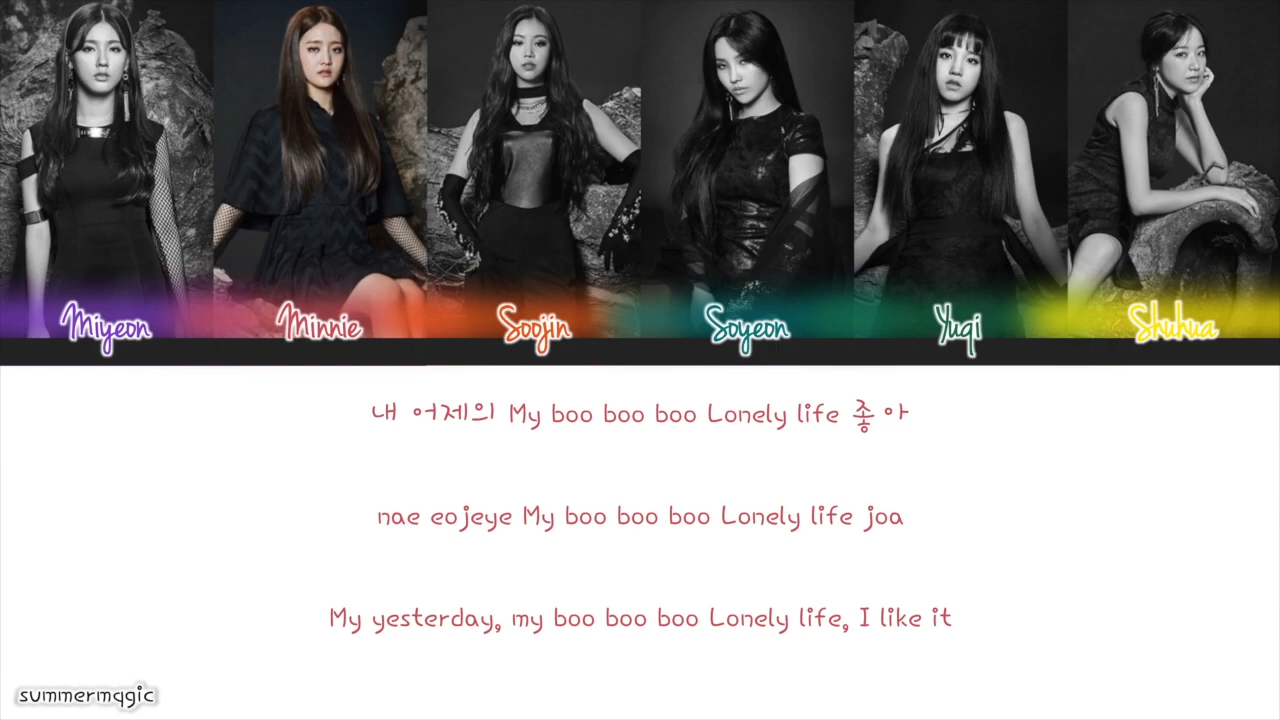 Miyeon Minnie Soojin Soyeon Yuqi Shuhua
내 어제의 My boo boo boo Lonely life 좋아
nae eojeye My boo boo boo Lonely life joa
My yesterday, my boo boo boo Lonely life, I like it
summermqgic